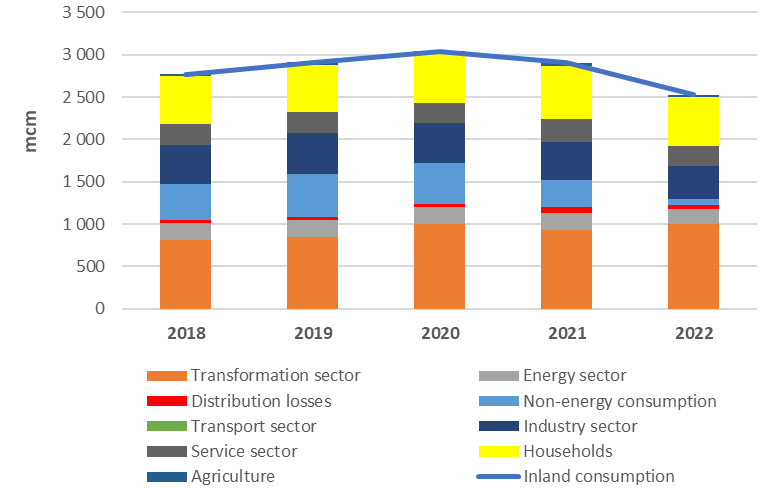 3 500
3 000
2 500
2 000
1 500
1 000
500
0
mcm
2018 2019 2020 2021 2022
Transformation sector Energy sector
Distribution losses Non-energy consumption
Transport sector Industry sector
Service sector Households
Agriculture Inland consumption